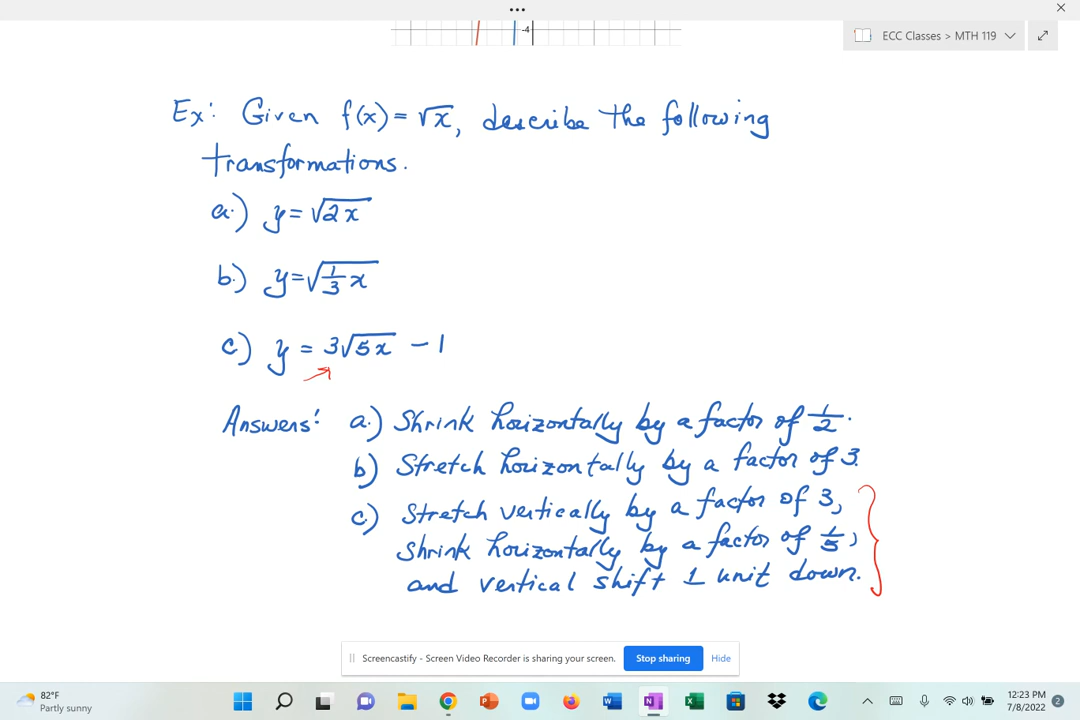 -4
ECC Classes > MTH 119
Ex: Given f(x) = √x, describe the following
transformations.
a.) y = √2x
b.) y = √1/3 x
c.) y = 3√5x - 1
Answers: a.) Shrink horizontally by a factor of 1/2.
b) Stretch horizontally by a factor of 3.
c.) Stretch vertically by a factor of 3,
shrink horizontally by a factor of 1/5,
and vertical shift 1 unit down.
Screencastify - Screen Video Recorder is sharing your screen. Stop sharing Hide
82°F
Partly sunny
12:23 PM
7/8/2022
2